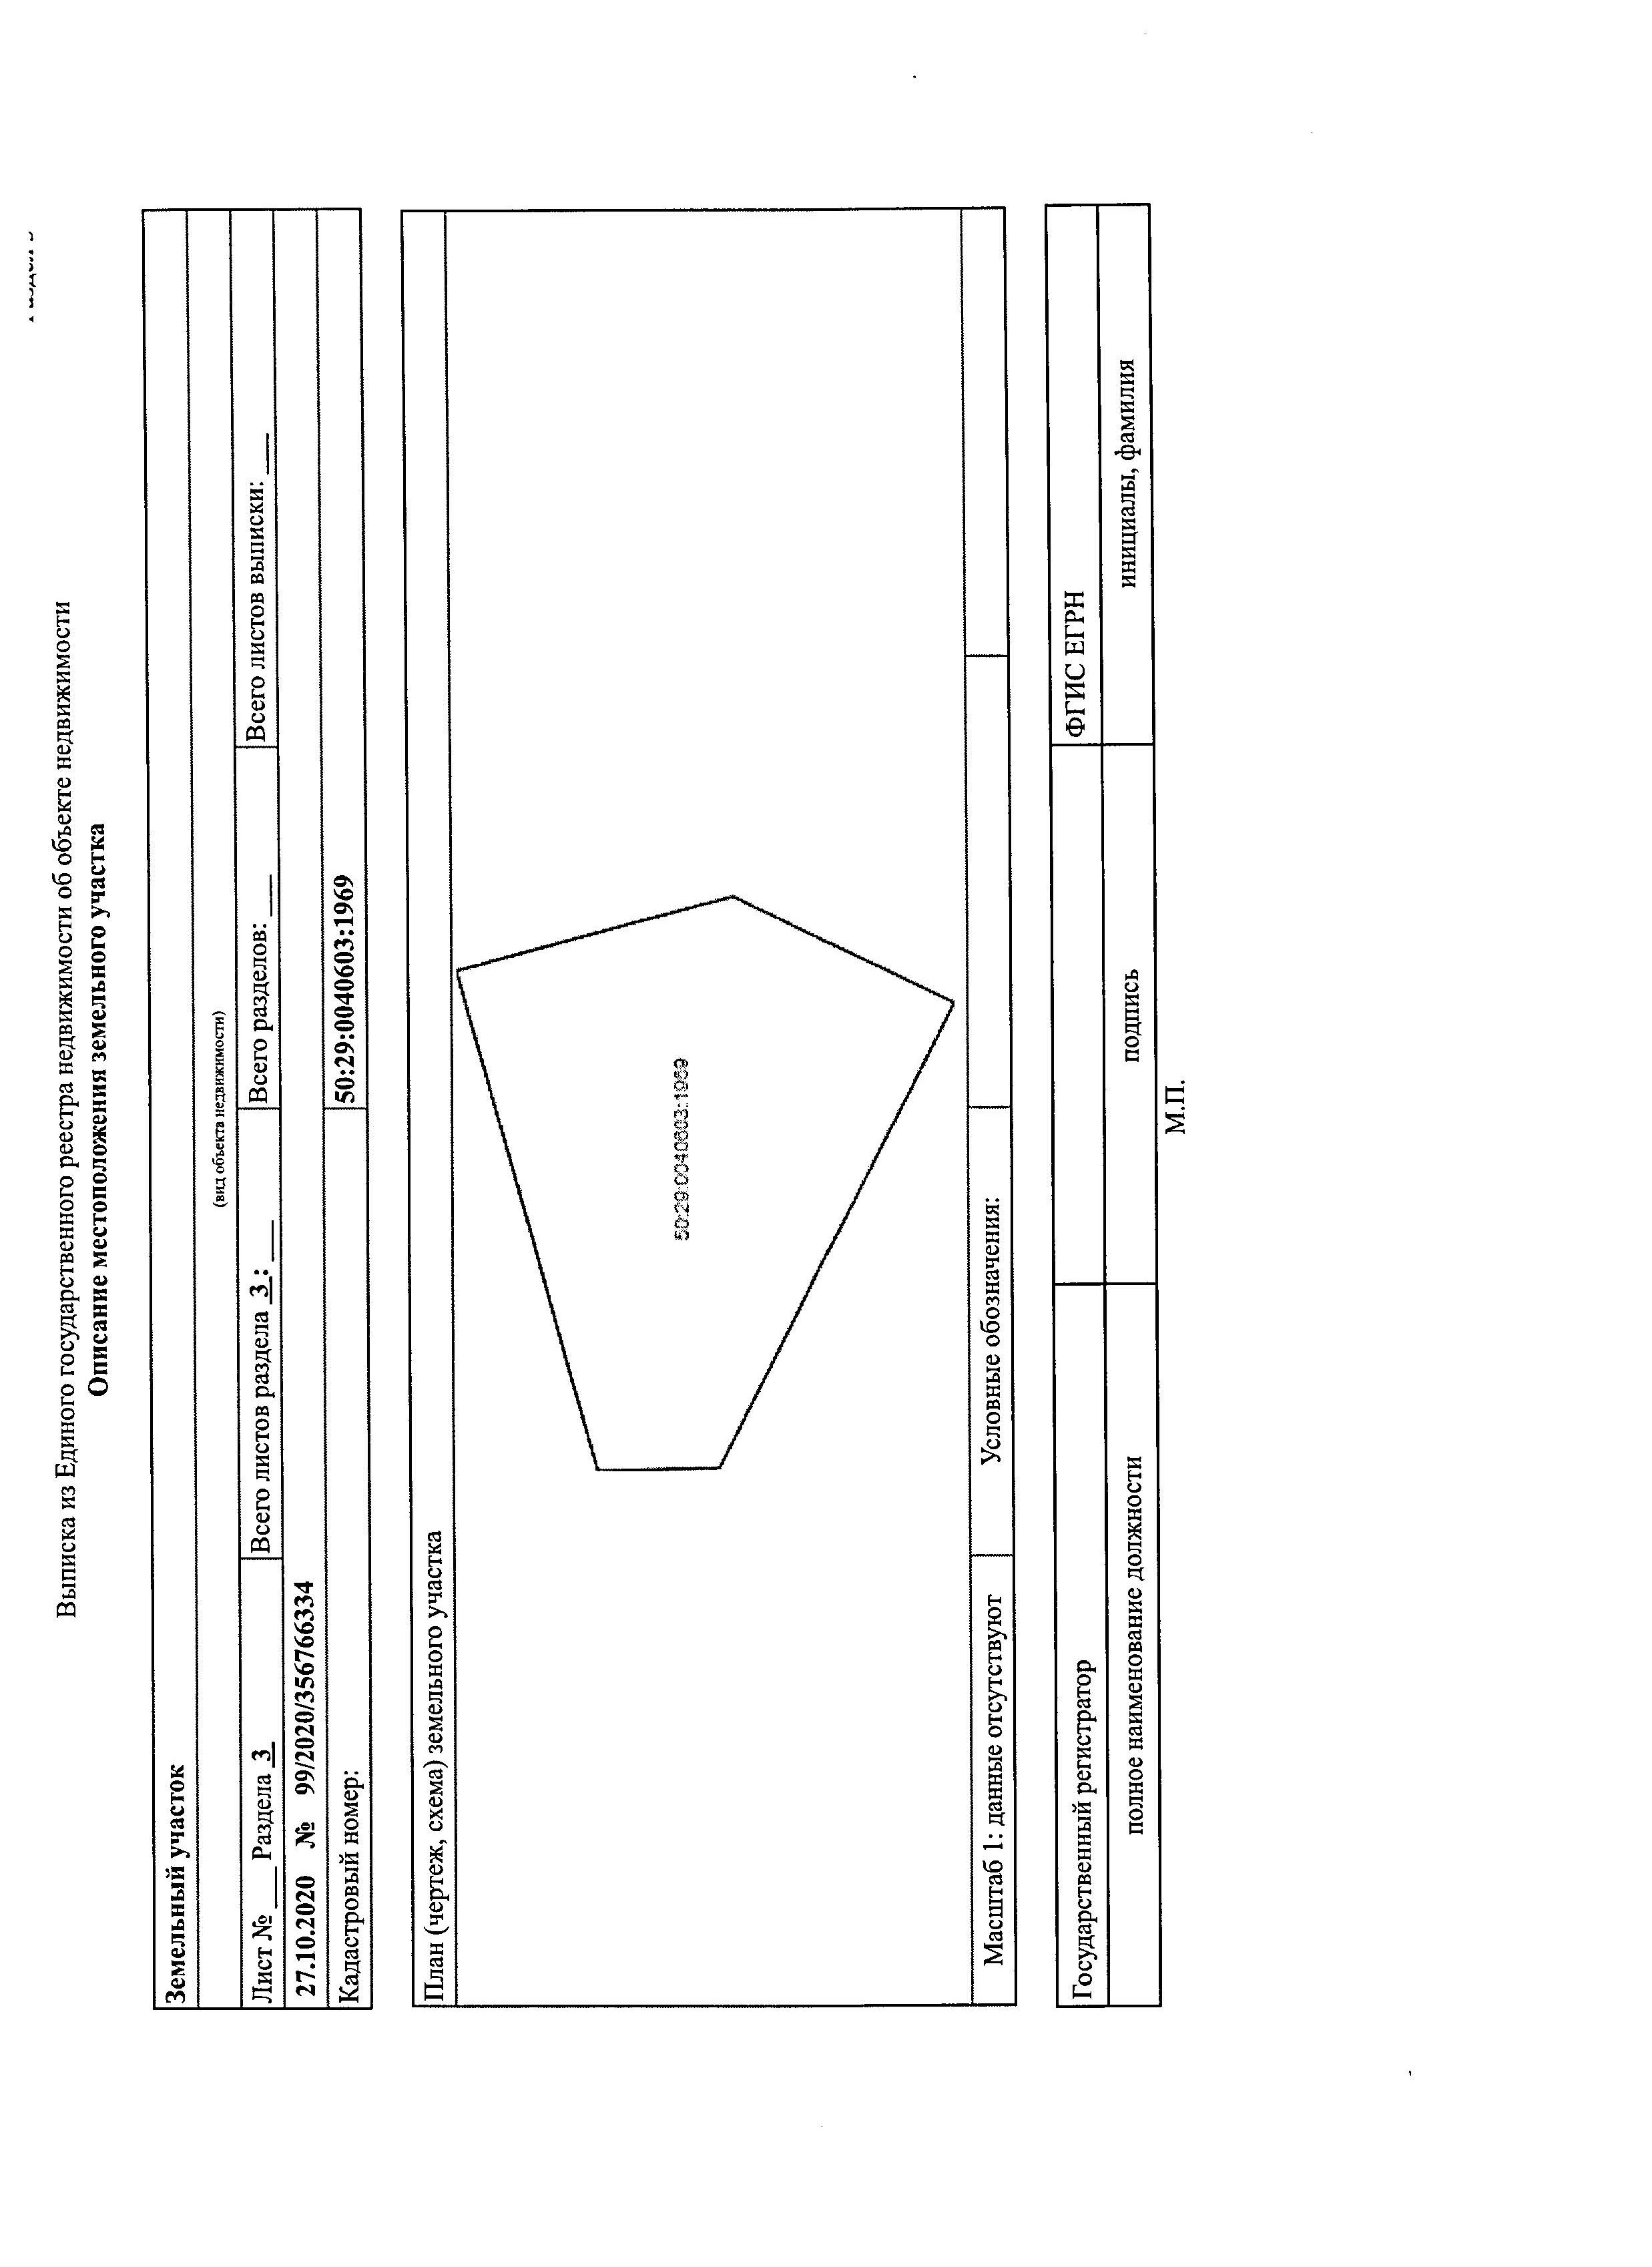 Выписка из Единого государственного реестра недвижимости об объекте недвижимости
Описание местоположения земельного участка
Земельный участок
(вид объекта недвижимости)
Лист № ___ Раздела 3 Всего листов раздела 3 : ___ Всего разделов: ___ Всего листов выписки: ___
27.10.2020 № 99/2020/356766334
Кадастровый номер: 50:29:0040603:1969
План (чертеж, схема) земельного участка
50:29:0040603:1969
Масштаб 1: данные отсутствуют Условные обозначения:
Государственный регистратор ФГИС ЕГРН
полное наименование должности подпись инициалы, фамилия
М.П.